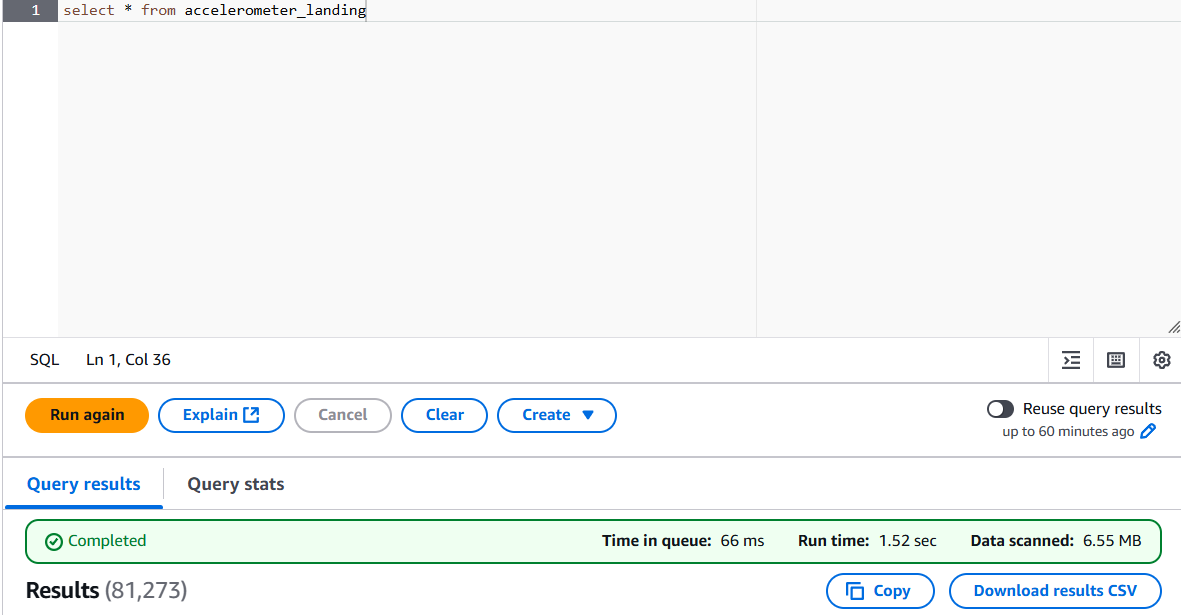 1 select * from accelerometer_landing
SQL Ln 1, Col 36
Run again Explain Cancel Clear Create Reuse query results
up to 60 minutes ago
Query results Query stats
Completed Time in queue: 66 ms Run time: 1.52 sec Data scanned: 6.55 MB
Results (81,273) Copy Download results CSV